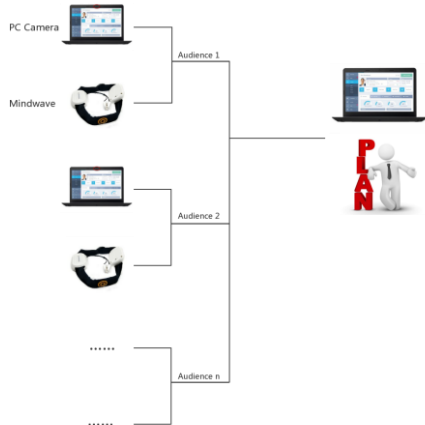 PC Camera
Audience 1
Mindwave
PLAN
Audience 2
......
Audience n
......